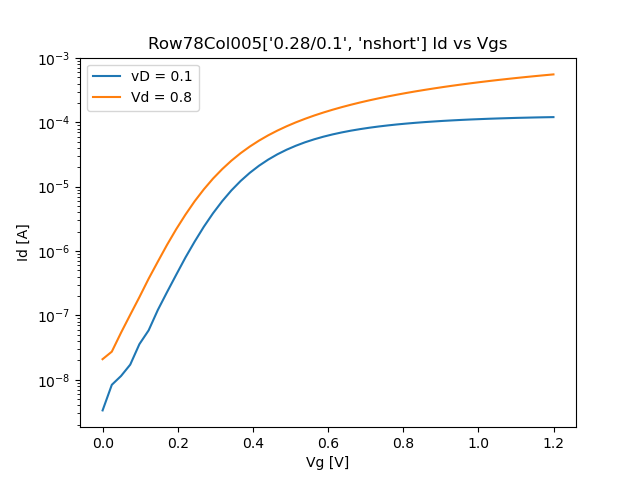 Row78Col005['0.28/0.1', 'nshort'] Id vs Vgs
vD = 0.1
Vd = 0.8
10⁻³
10⁻⁴
10⁻⁵
10⁻⁶
10⁻⁷
10⁻⁸
Id [A]
0.0 0.2 0.4 0.6 0.8 1.0 1.2
Vg [V]